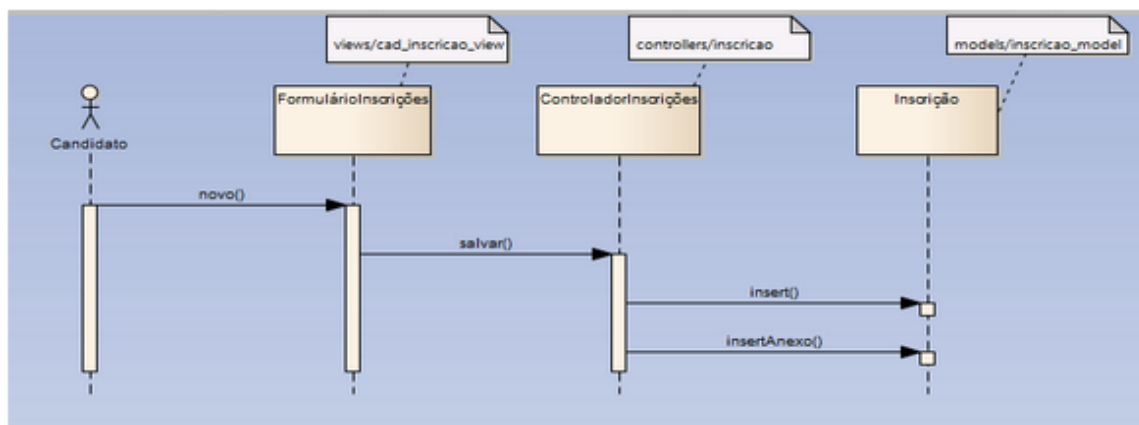 views/cad_inscricao_view
controllers/inscricao
models/inscricao_model
FormulárioInscrições
ControladorInscrições
Inscrição
Candidato
novo()
salvar()
insert()
insertAnexo()